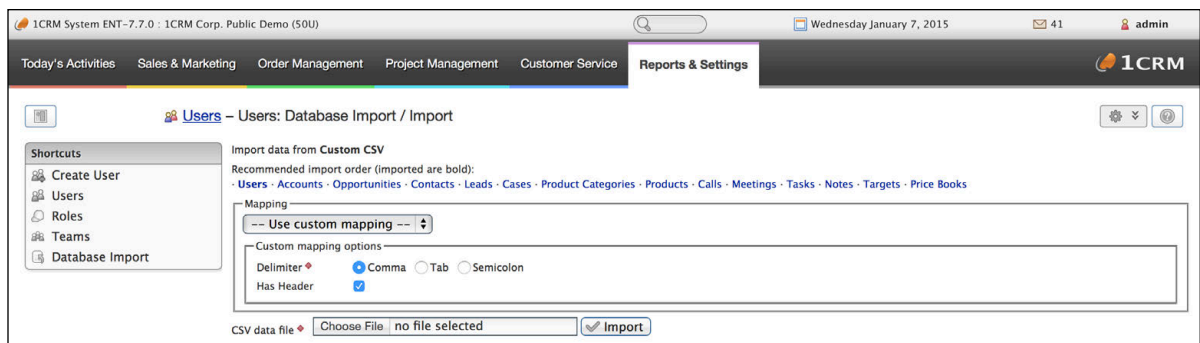 1CRM System ENT-7.7.0 : 1CRM Corp. Public Demo (50U) Wednesday January 7, 2015 41 admin
Today's Activities Sales & Marketing Order Management Project Management Customer Service Reports & Settings 1CRM
Users – Users: Database Import / Import
Shortcuts
Create User
Users
Roles
Teams
Database Import
Import data from Custom CSV
Recommended import order (imported are bold):
· Users · Accounts · Opportunities · Contacts · Leads · Cases · Product Categories · Products · Calls · Meetings · Tasks · Notes · Targets · Price Books
Mapping
-- Use custom mapping --
Custom mapping options
Delimiter Comma Tab Semicolon
Has Header
CSV data file Choose File no file selected Import